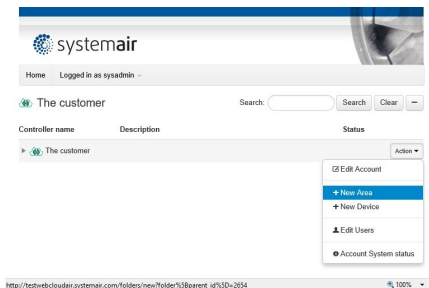 systemair
Home Logged in as sysadmin
The customer Search: Search Clear
Controller name Description Status
The customer Action
Edit Account
+ New Area
+ New Device
Edit Users
Account System status
http://testwebcloudair.systemair.com/folders/new?folder%5Bparent_id%5D=2654 100%